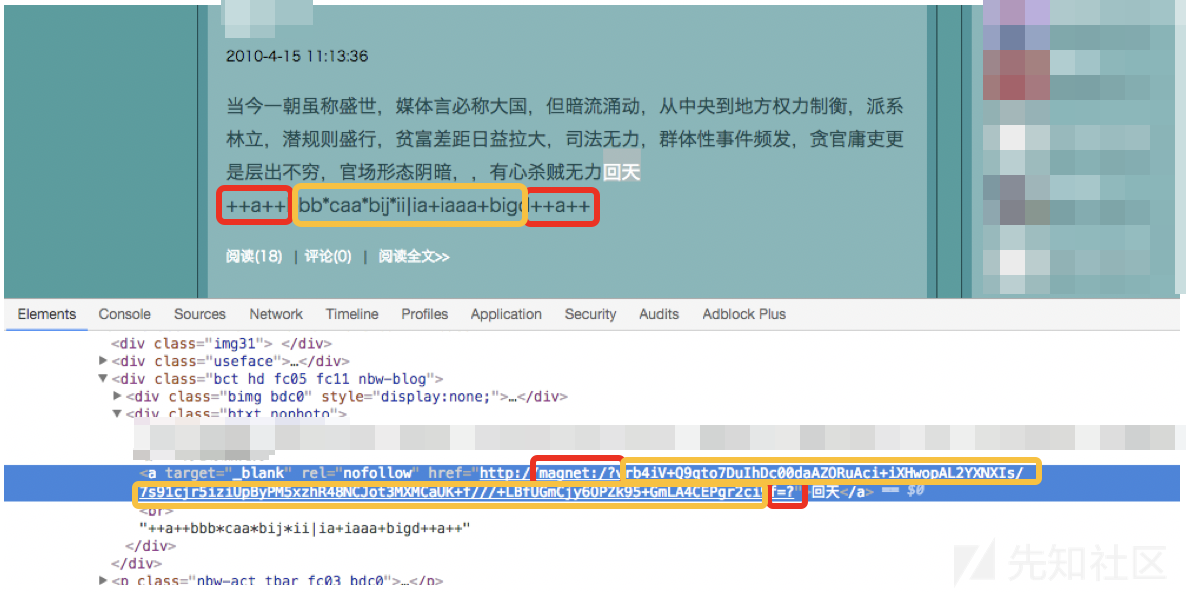 2010-4-15 11:13:36
当今一朝虽称盛世，媒体言必称大国，但暗流涌动，从中央到地方权力制衡，派系
林立，潜规则盛行，贫富差距日益拉大，司法无力，群体性事件频发，贪官庸吏更
是层出不穷，官场形态阴暗，，有心杀贼无力回天
++a++bbb*caa*bij*ii|ia+iaaa+bigd++a++
阅读(18) | 评论(0) | 阅读全文>>
Elements Console Sources Network Timeline Profiles Application Security Audits Adblock Plus
<div class="img31"> </div>
▶<div class="useface">…</div>
▼<div class="bct hd fc05 fc11 nbw-blog">
▶<div class="bimg bdc0" style="display:none;">…</div>
▼<div class="btxt nophoto">
<a target="_blank" rel="nofollow" href="http://magnet:/?vrb4iV+Q9gto7DuIhDc00daAZORuAci+iXHwopAL2YXNXIs/
/7s91cjr5iziUpByPM5xzhR48NCJot3MXMCaUK+f///+LBfUGmCjy6OPZk95+GmLA4CEPgr2ci9f=?">回天</a> == $0
<br>
"++a++bbb*caa*bij*ii|ia+iaaa+bigd++a++"
</div>
</div>
▶<p class="nbw-act tbar fc03 bdc0">…</p>
先知社区